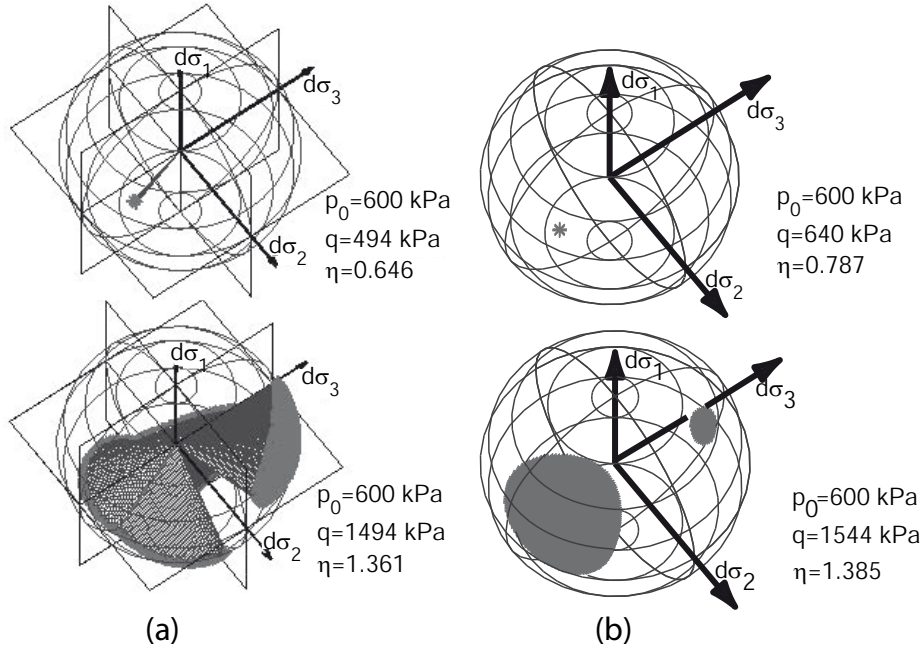 dσ1
dσ3
dσ2
p0=600 kPa
q=494 kPa
η=0.646
dσ1
dσ3
dσ2
p0=600 kPa
q=640 kPa
η=0.787
dσ1
dσ3
dσ2
p0=600 kPa
q=1494 kPa
η=1.361
dσ1
dσ3
dσ2
p0=600 kPa
q=1544 kPa
η=1.385
(a)
(b)